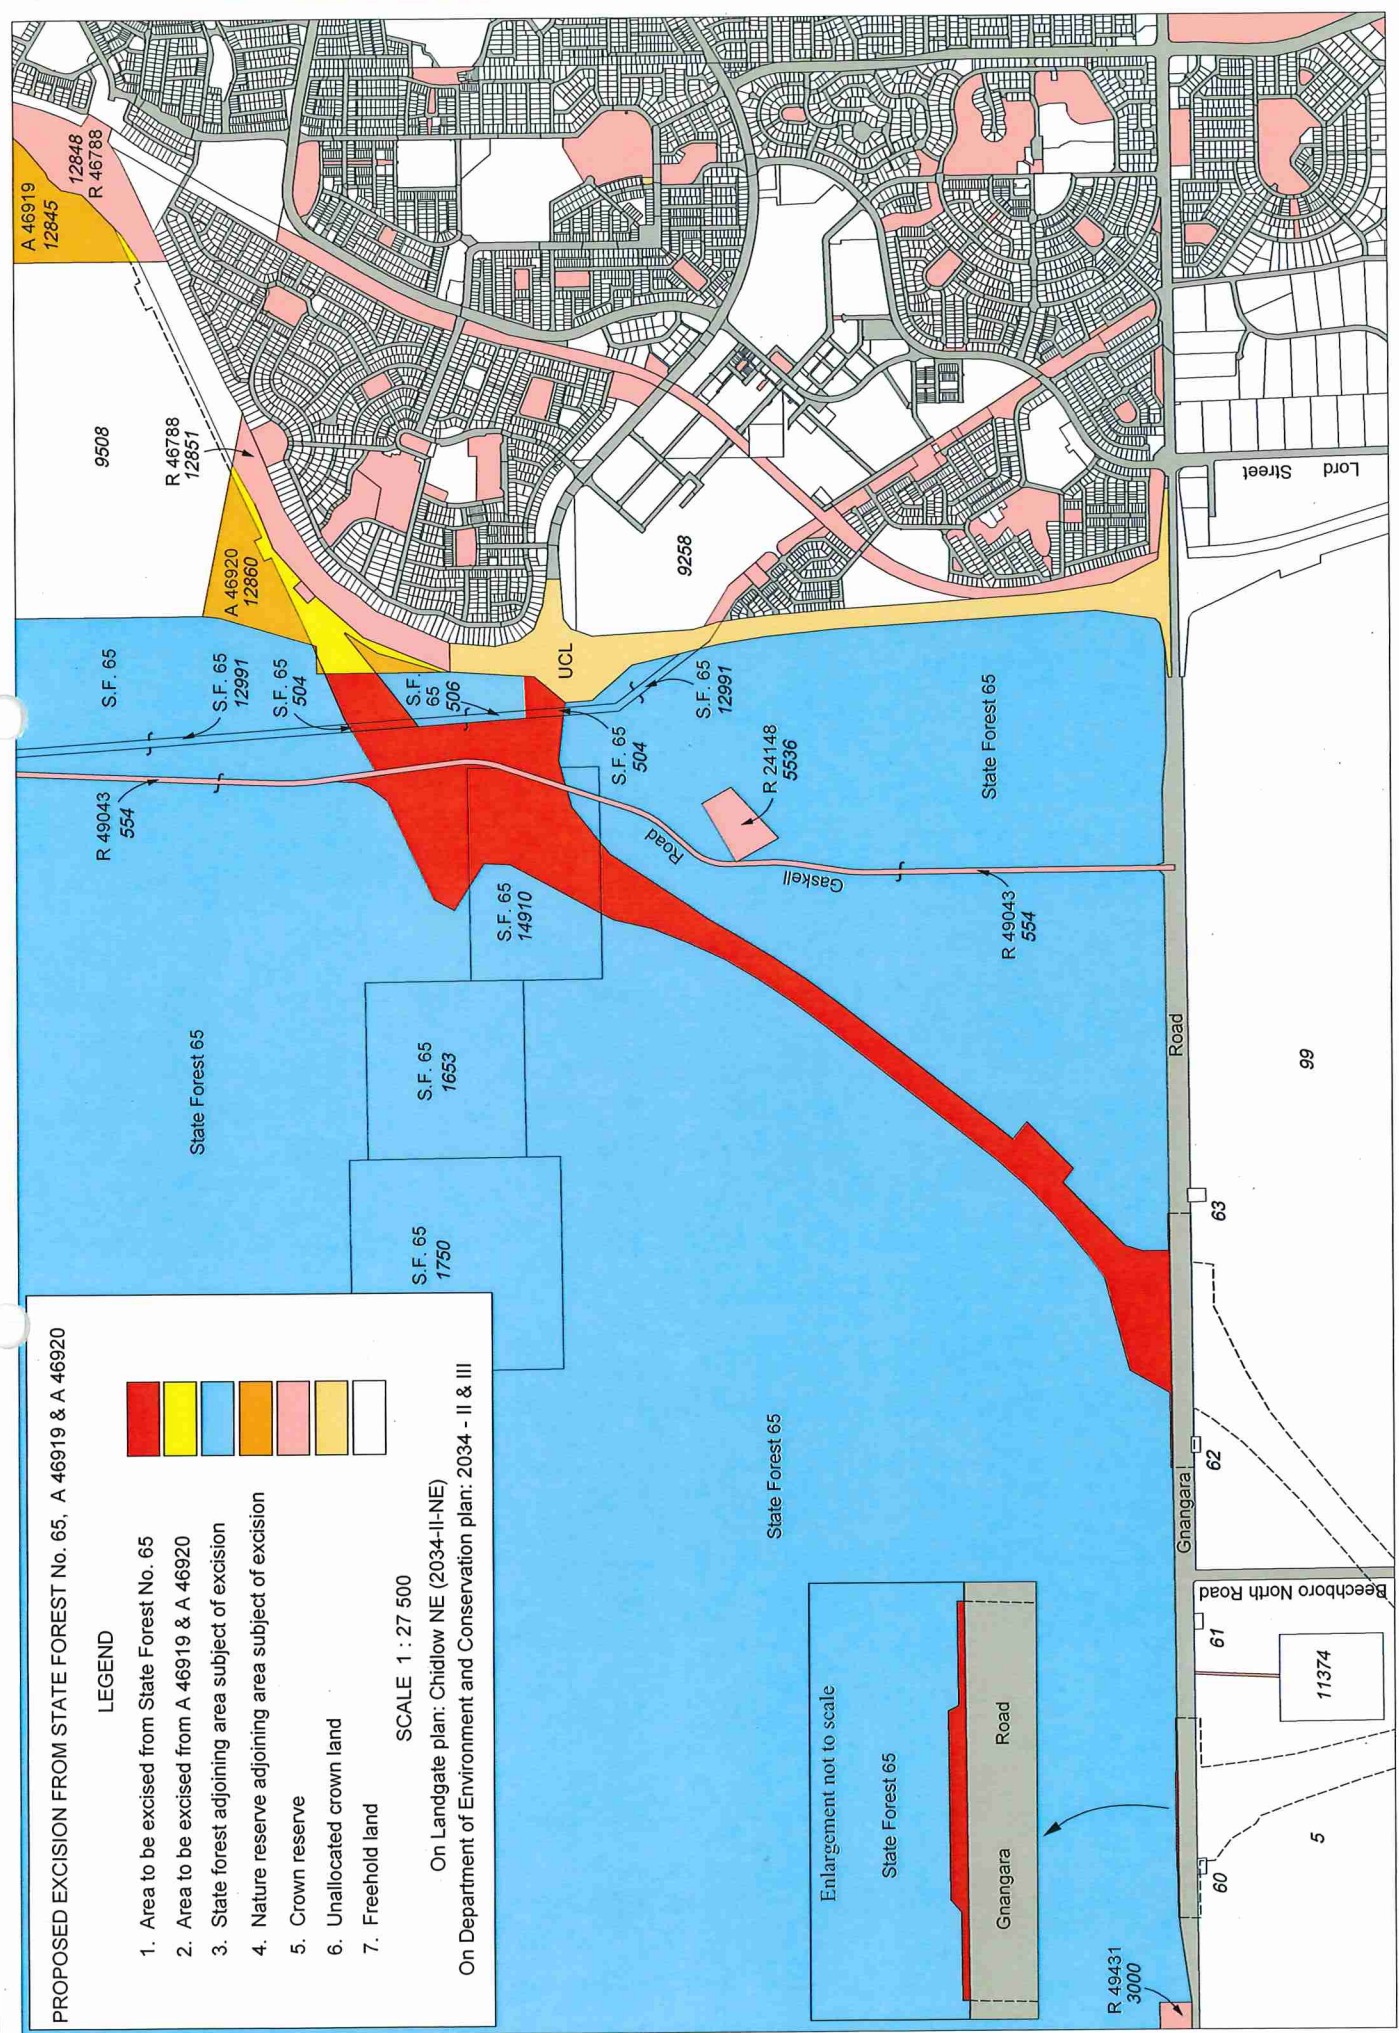 PROPOSED EXCISION FROM STATE FOREST No. 65, A 46919 & A 46920
LEGEND
1. Area to be excised from State Forest No. 65
2. Area to be excised from A 46919 & A 46920
3. State forest adjoining area subject of excision
4. Nature reserve adjoining area subject of excision
5. Crown reserve
6. Unallocated crown land
7. Freehold land
SCALE 1 : 27 500
On Landgate plan: Chidlow NE (2034-II-NE)
On Department of Environment and Conservation plan: 2034 - II & III
Enlargement not to scale
State Forest 65
Gnangara Road
State Forest 65
S.F. 65
1750
S.F. 65
1653
S.F. 65
14910
State Forest 65
R 49043
554
S.F. 65
S.F. 65
12991
S.F. 65
504
S.F.
65
506
S.F. 65
504
S.F. 65
12991
UCL
R 24148
5536
Gaskell
Road
State Forest 65
R 49043
554
9508
A 46919
12845
12848
R 46788
R 46788
12851
A 46920
12860
9258
Lord
Street
R 49431
3000
60
5
61
11374
Beechboro North Road
62
Gnangara
63
Road
99